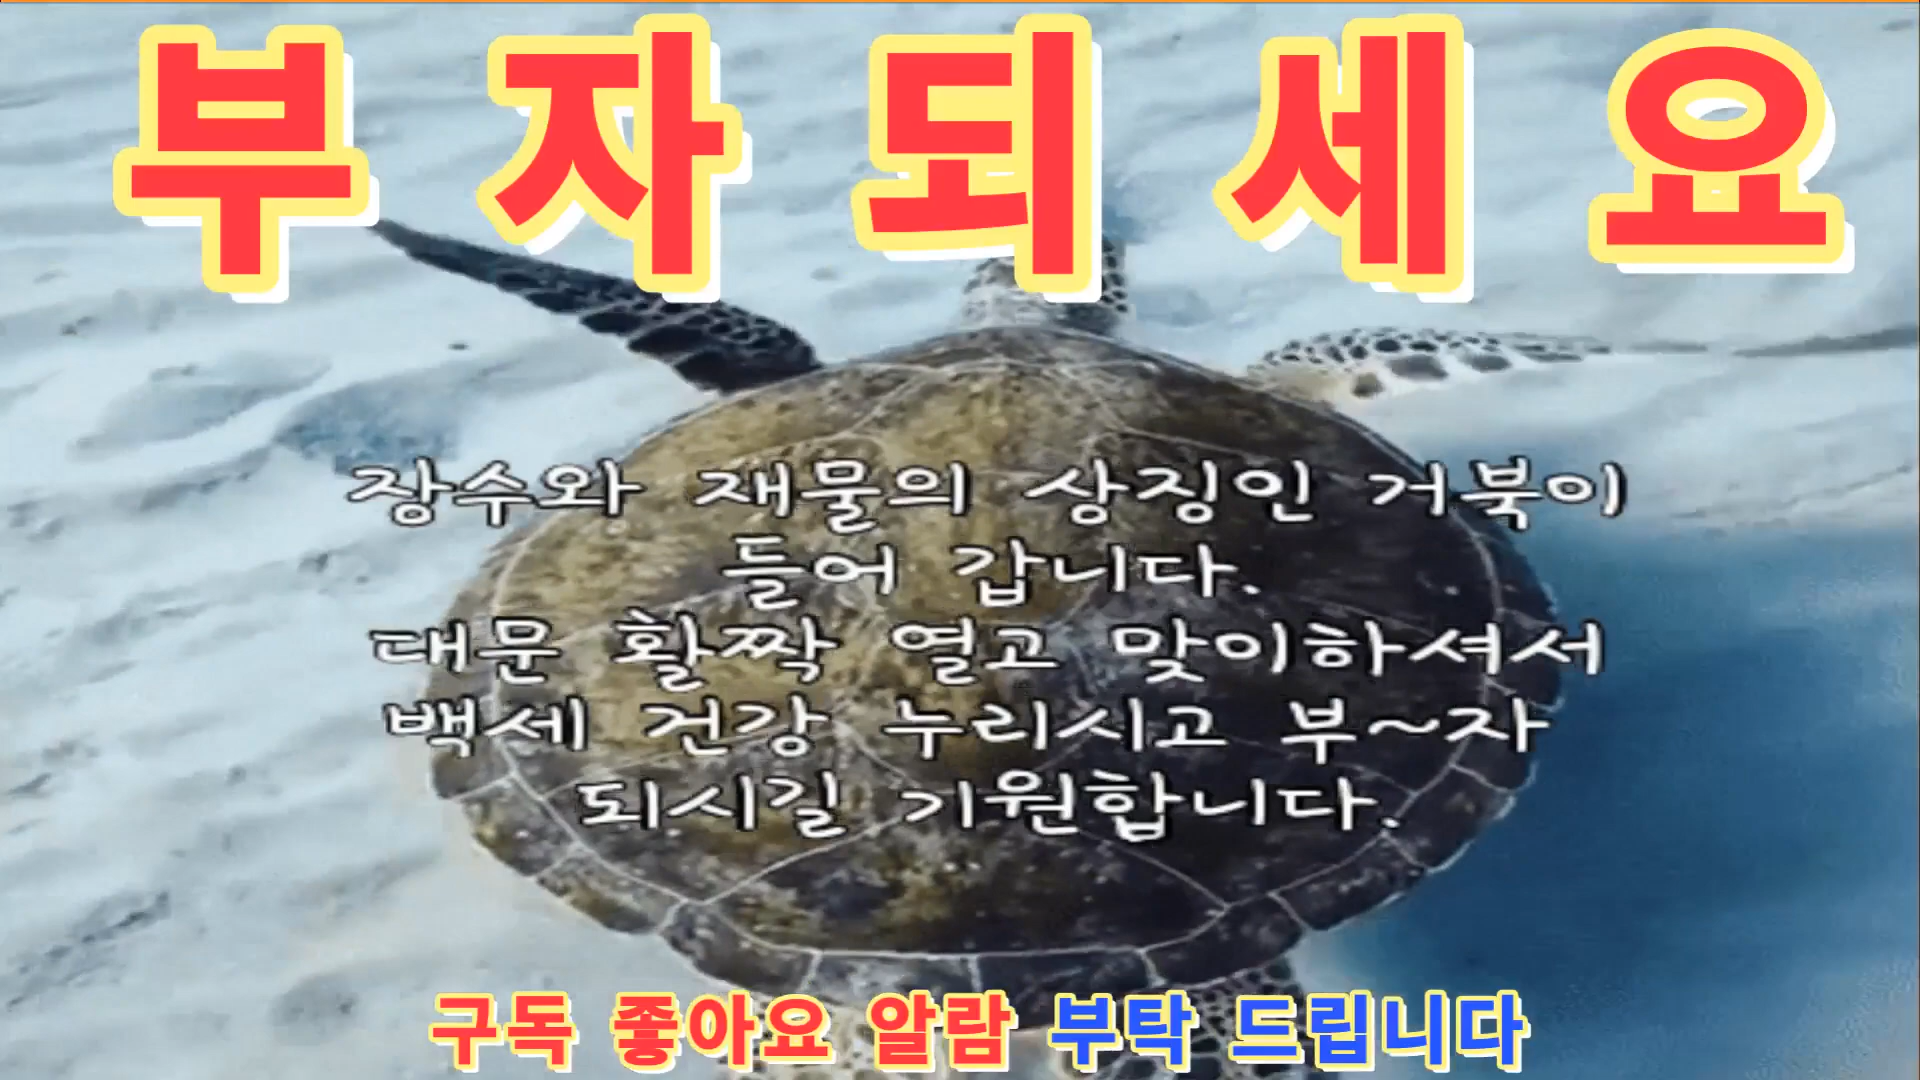 부 자 되 세 요
장수와 재물의 상징인 거북이
들어 갑니다.
대문 활짝 열고 맞이하셔서
백세 건강 누리시고 부~자
되시길 기원합니다.
구독 좋아요 알람 부탁 드립니다